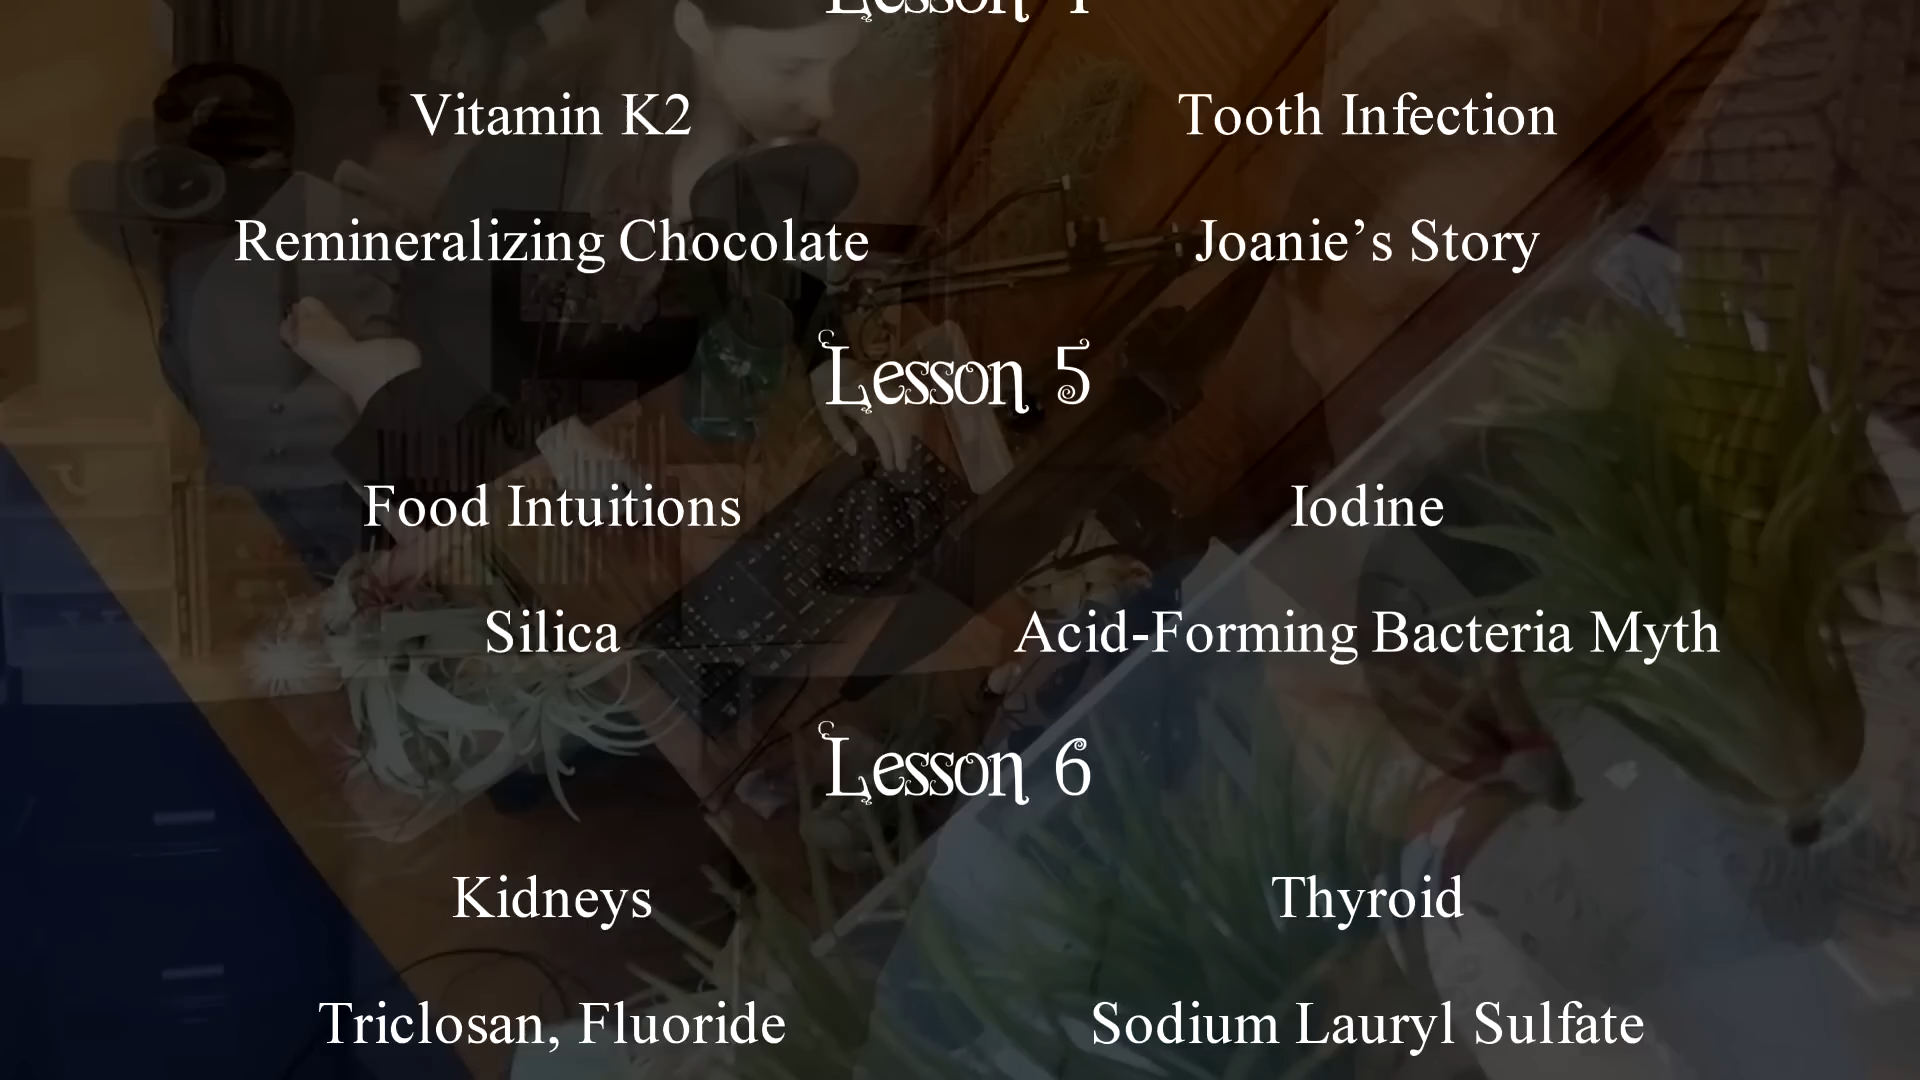 Lesson
Vitamin K2 Tooth Infection
Remineralizing Chocolate Joanie’s Story
Lesson 5
Food Intuitions Iodine
Silica Acid-Forming Bacteria Myth
Lesson 6
Kidneys Thyroid
Triclosan, Fluoride Sodium Lauryl Sulfate